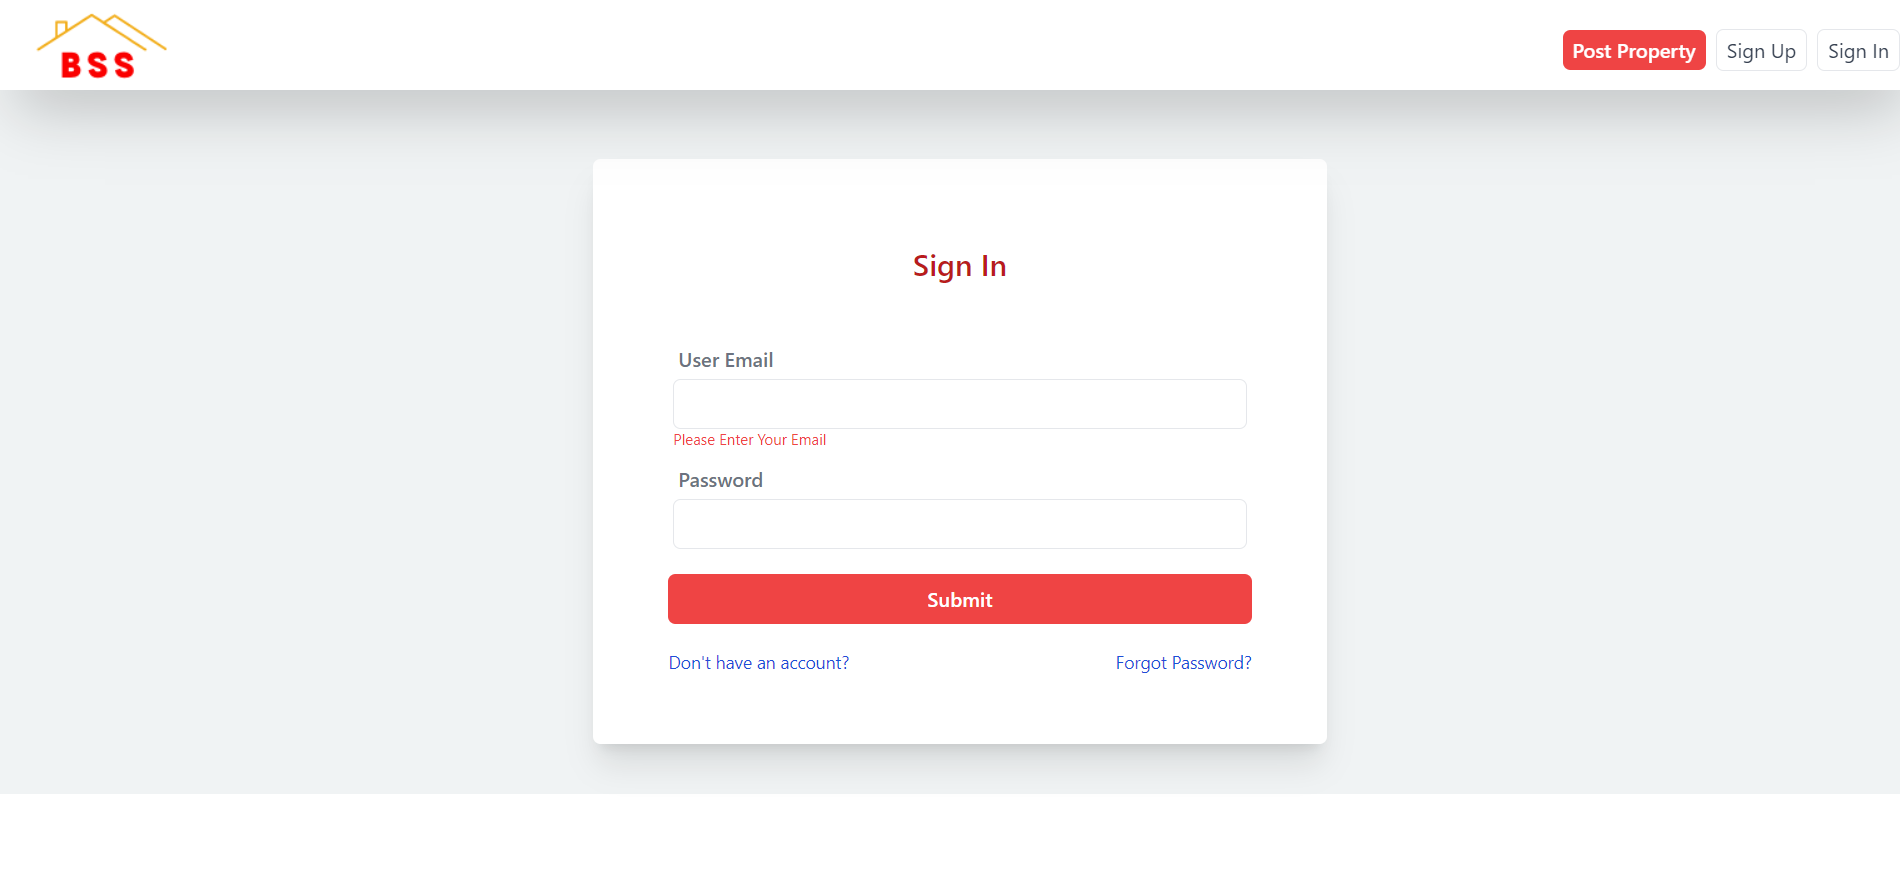 BSS
Post Property
Sign Up
Sign In
Sign In
User Email
Please Enter Your Email
Password
Submit
Don't have an account?
Forgot Password?